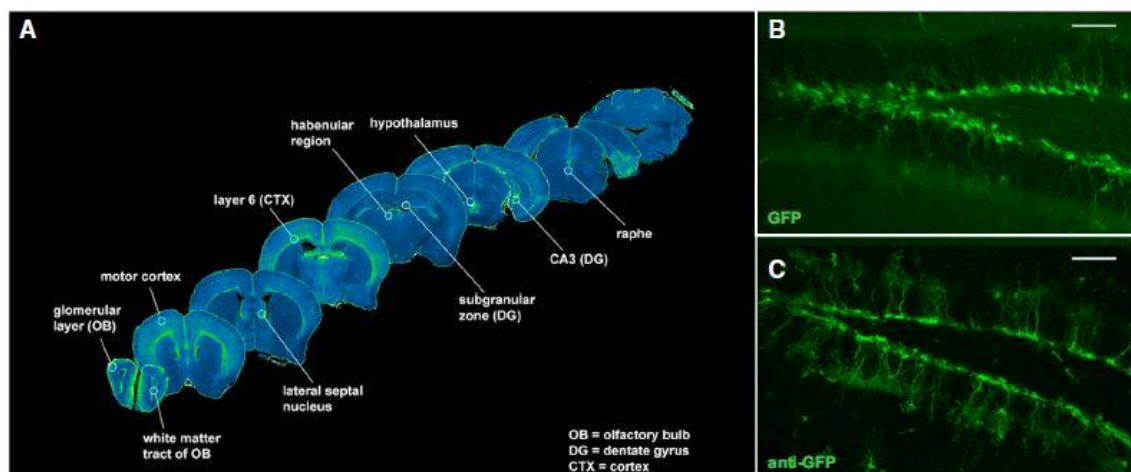 A
habenular
region
hypothalamus
layer 6 (CTX)
motor cortex
glomerular
layer (OB)
white matter
tract of OB
lateral septal
nucleus
subgranular
zone (DG)
CA3 (DG)
raphe
OB = olfactory bulb
DG = dentate gyrus
CTX = cortex
B
GFP
C
anti-GFP